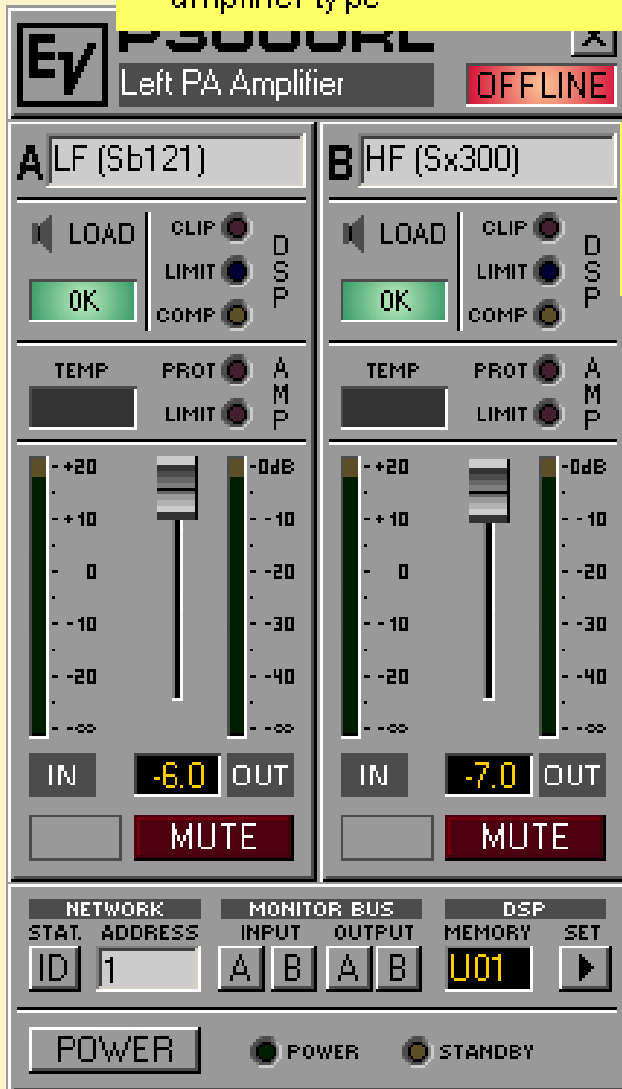 amplifier type
EV P3000RL X
Left PA Amplifier OFFLINE
A LF (Sb121)
LOAD CLIP
OK LIMIT
COMP
DSP
TEMP PROT
LIMIT
AMP
+20 -0dB
+10 -10
0 -20
-10 -30
-20 -40
-∞ -∞
IN -6.0 OUT
MUTE
B HF (Sx300)
LOAD CLIP
OK LIMIT
COMP
DSP
TEMP PROT
LIMIT
AMP
+20 -0dB
+10 -10
0 -20
-10 -30
-20 -40
-∞ -∞
IN -7.0 OUT
MUTE
NETWORK MONITOR BUS DSP
STAT. ADDRESS INPUT OUTPUT MEMORY SET
ID 1 A B A B U01
POWER POWER STANDBY